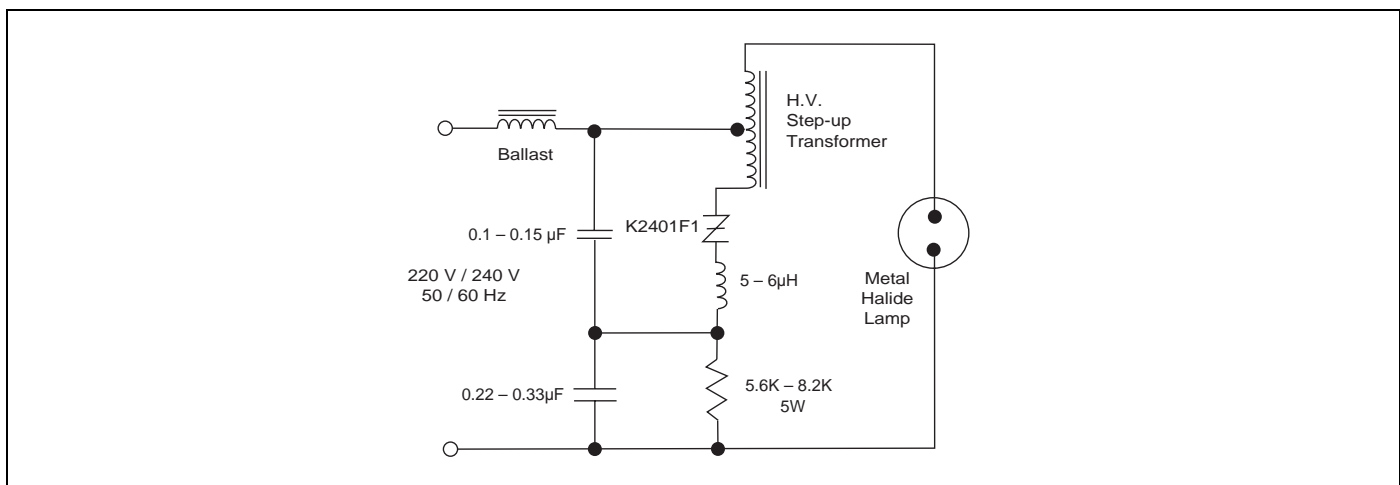 H.V.
Step-up
Transformer
Ballast
K2401F1
0.1 – 0.15 µF
220 V / 240 V
50 / 60 Hz
5 – 6µH
Metal
Halide
Lamp
0.22 – 0.33µF
5.6K – 8.2K
5W